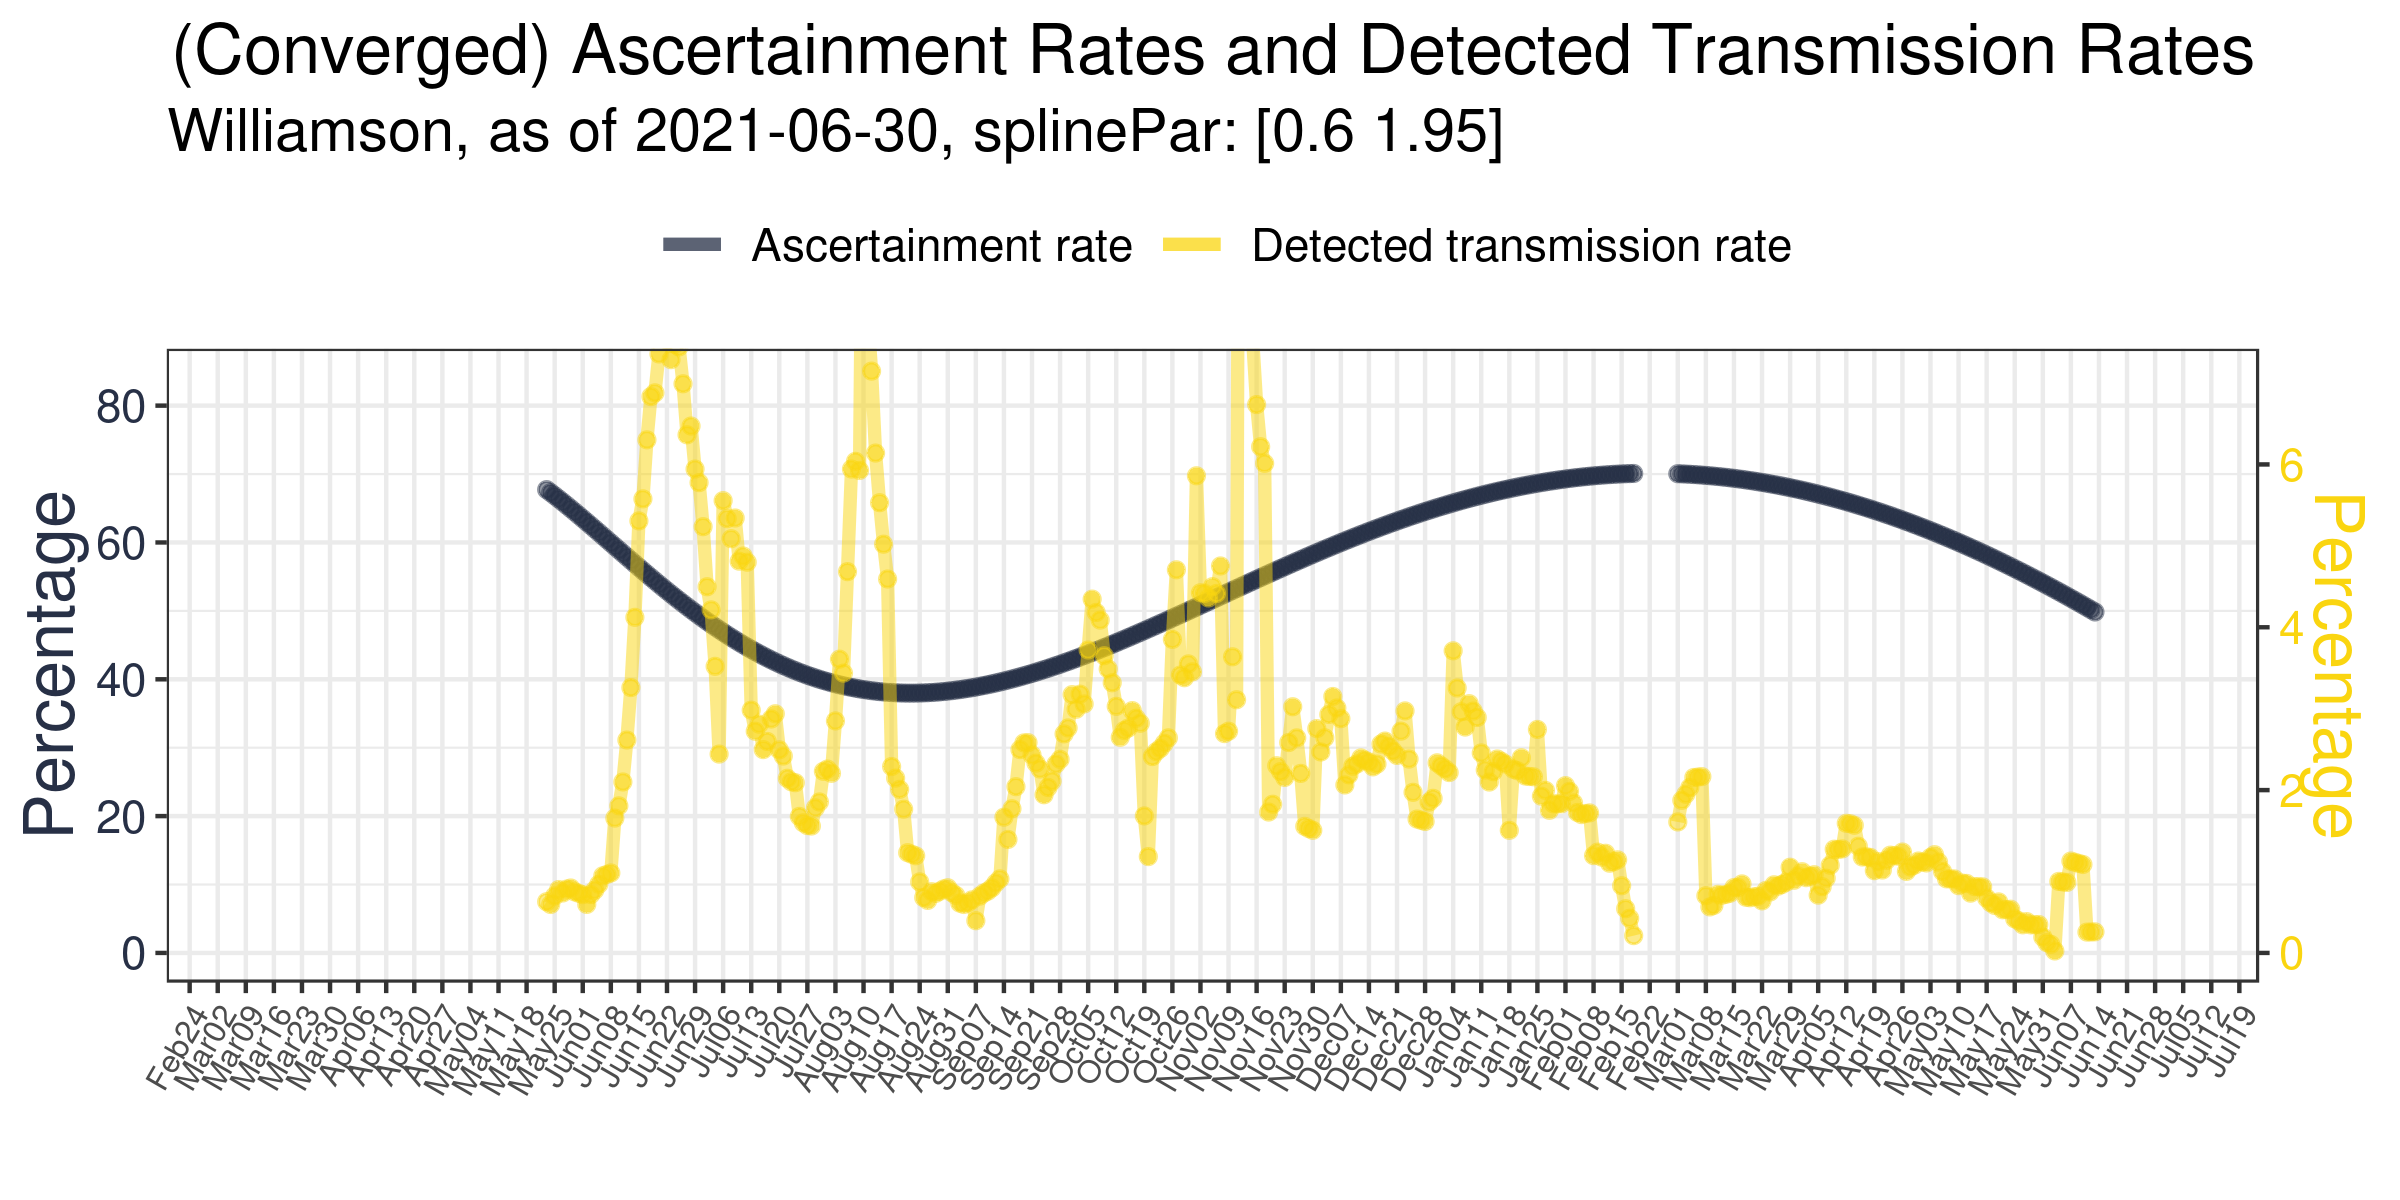 (Converged) Ascertainment Rates and Detected Transmission Rates
Williamson, as of 2021-06-30, splinePar: [0.6 1.95]
Ascertainment rate
Detected transmission rate
Percentage
80
60
40
20
0
6
4
2
0
Percentage
Feb24
Mar02
Mar09
Mar16
Mar23
Mar30
Apr06
Apr13
Apr20
Apr27
May04
May11
May18
May25
Jun01
Jun08
Jun15
Jun22
Jun29
Jul06
Jul13
Jul20
Jul27
Aug03
Aug10
Aug17
Aug24
Aug31
Sep07
Sep14
Sep21
Sep28
Oct05
Oct12
Oct19
Oct26
Nov02
Nov09
Nov16
Nov23
Nov30
Dec07
Dec14
Dec21
Dec28
Jan04
Jan11
Jan18
Jan25
Feb01
Feb08
Feb15
Feb22
Mar01
Mar08
Mar15
Mar22
Mar29
Apr05
Apr12
Apr19
Apr26
May03
May10
May17
May24
May31
Jun07
Jun14
Jun21
Jun28
Jul05
Jul12
Jul19